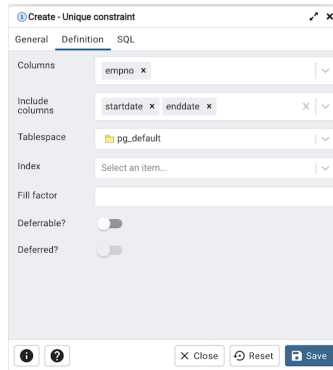 Create - Unique constraint
General Definition SQL
Columns
empno
Include
columns
startdate enddate
Tablespace
pg_default
Index
Select an item...
Fill factor
Deferrable?
Deferred?
Close Reset Save